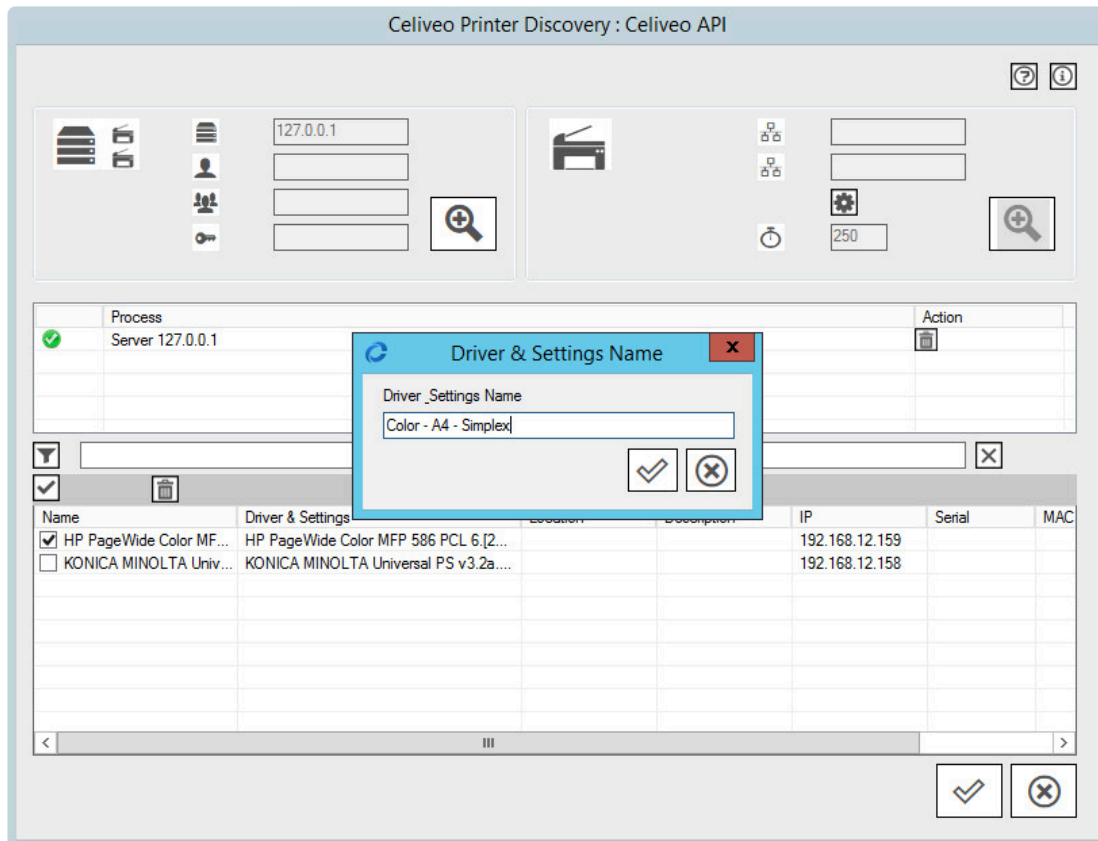 Celiveo Printer Discovery : Celiveo API
127.0.0.1
250
Process Action
Server 127.0.0.1
Driver & Settings Name
x
Driver _Settings Name
Color - A4 - Simplex
Name Driver & Settings Location Description IP Serial MAC
HP PageWide Color MF... HP PageWide Color MFP 586 PCL 6.[2... 192.168.12.159
KONICA MINOLTA Univ... KONICA MINOLTA Universal PS v3.2a.... 192.168.12.158